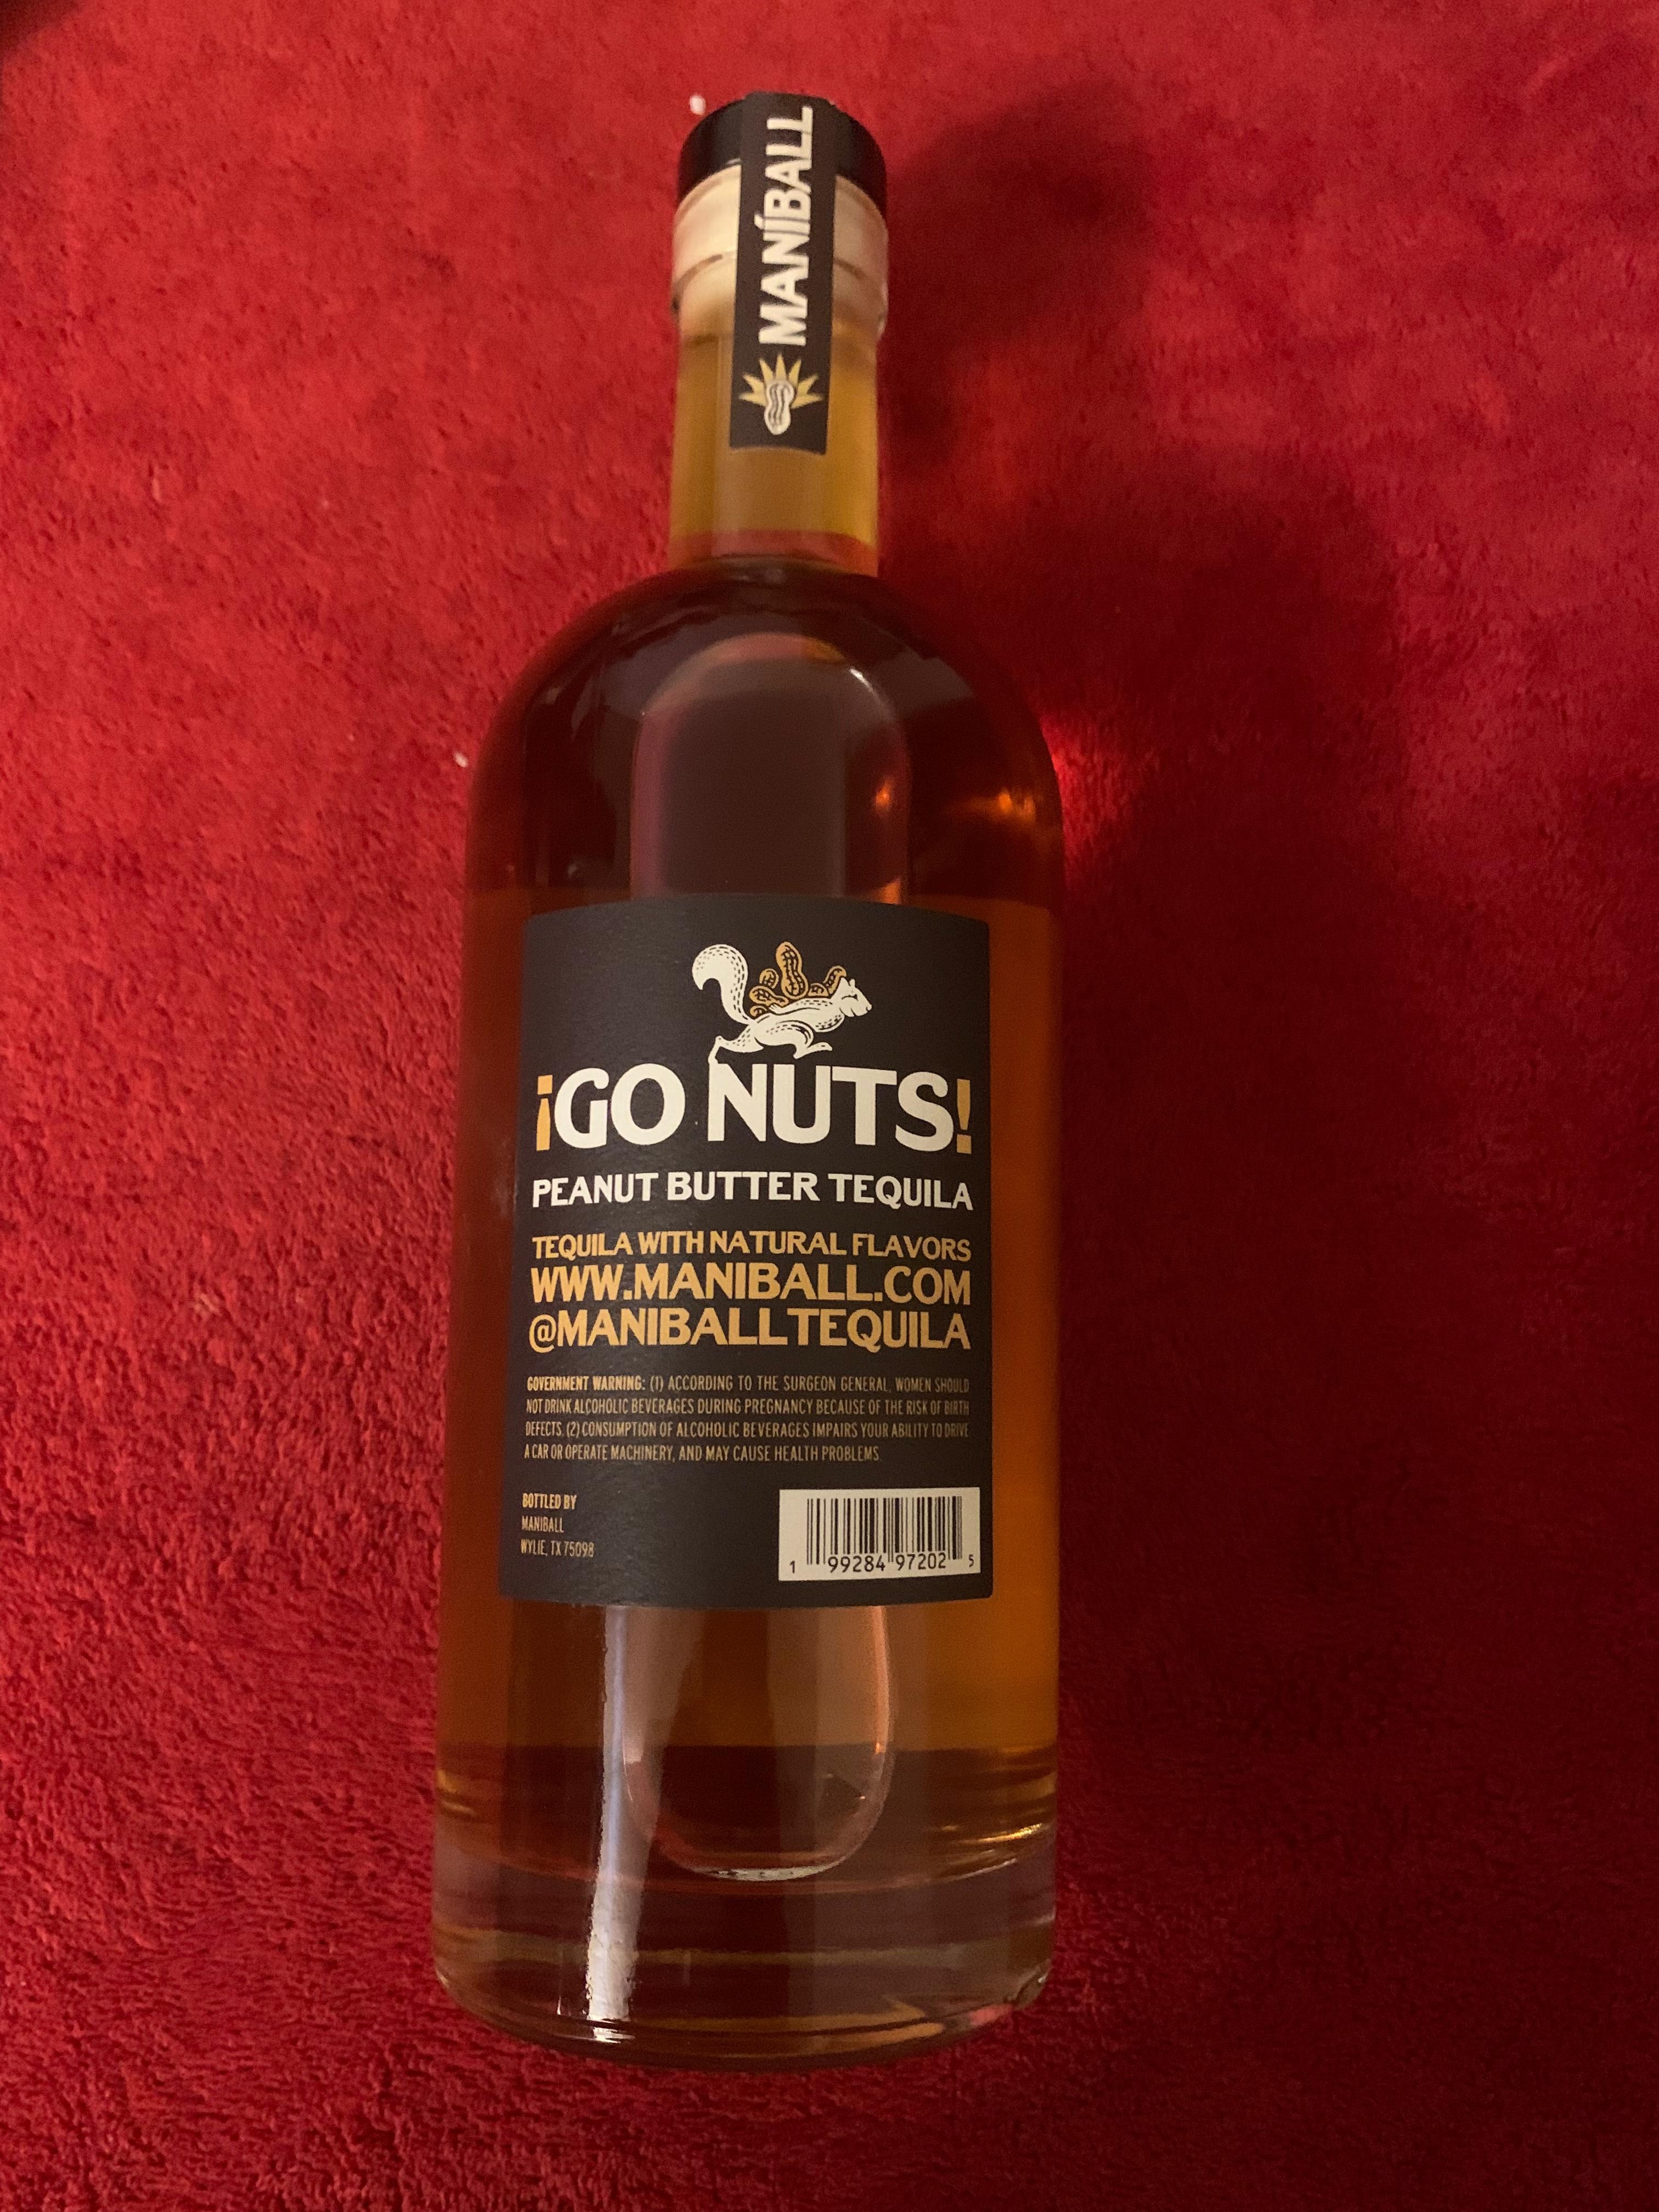 MANÍBALL
¡GO NUTS!
PEANUT BUTTER TEQUILA
TEQUILA WITH NATURAL FLAVORS
WWW.MANIBALL.COM
@MANIBALLTEQUILA
GOVERNMENT WARNING: (1) ACCORDING TO THE SURGEON GENERAL, WOMEN SHOULD
NOT DRINK ALCOHOLIC BEVERAGES DURING PREGNANCY BECAUSE OF THE RISK OF BIRTH
DEFECTS. (2) CONSUMPTION OF ALCOHOLIC BEVERAGES IMPAIRS YOUR ABILITY TO DRIVE
A CAR OR OPERATE MACHINERY, AND MAY CAUSE HEALTH PROBLEMS.
BOTTLED BY
MANIBALL
WYLIE, TX 75098
1 99284 97202 5